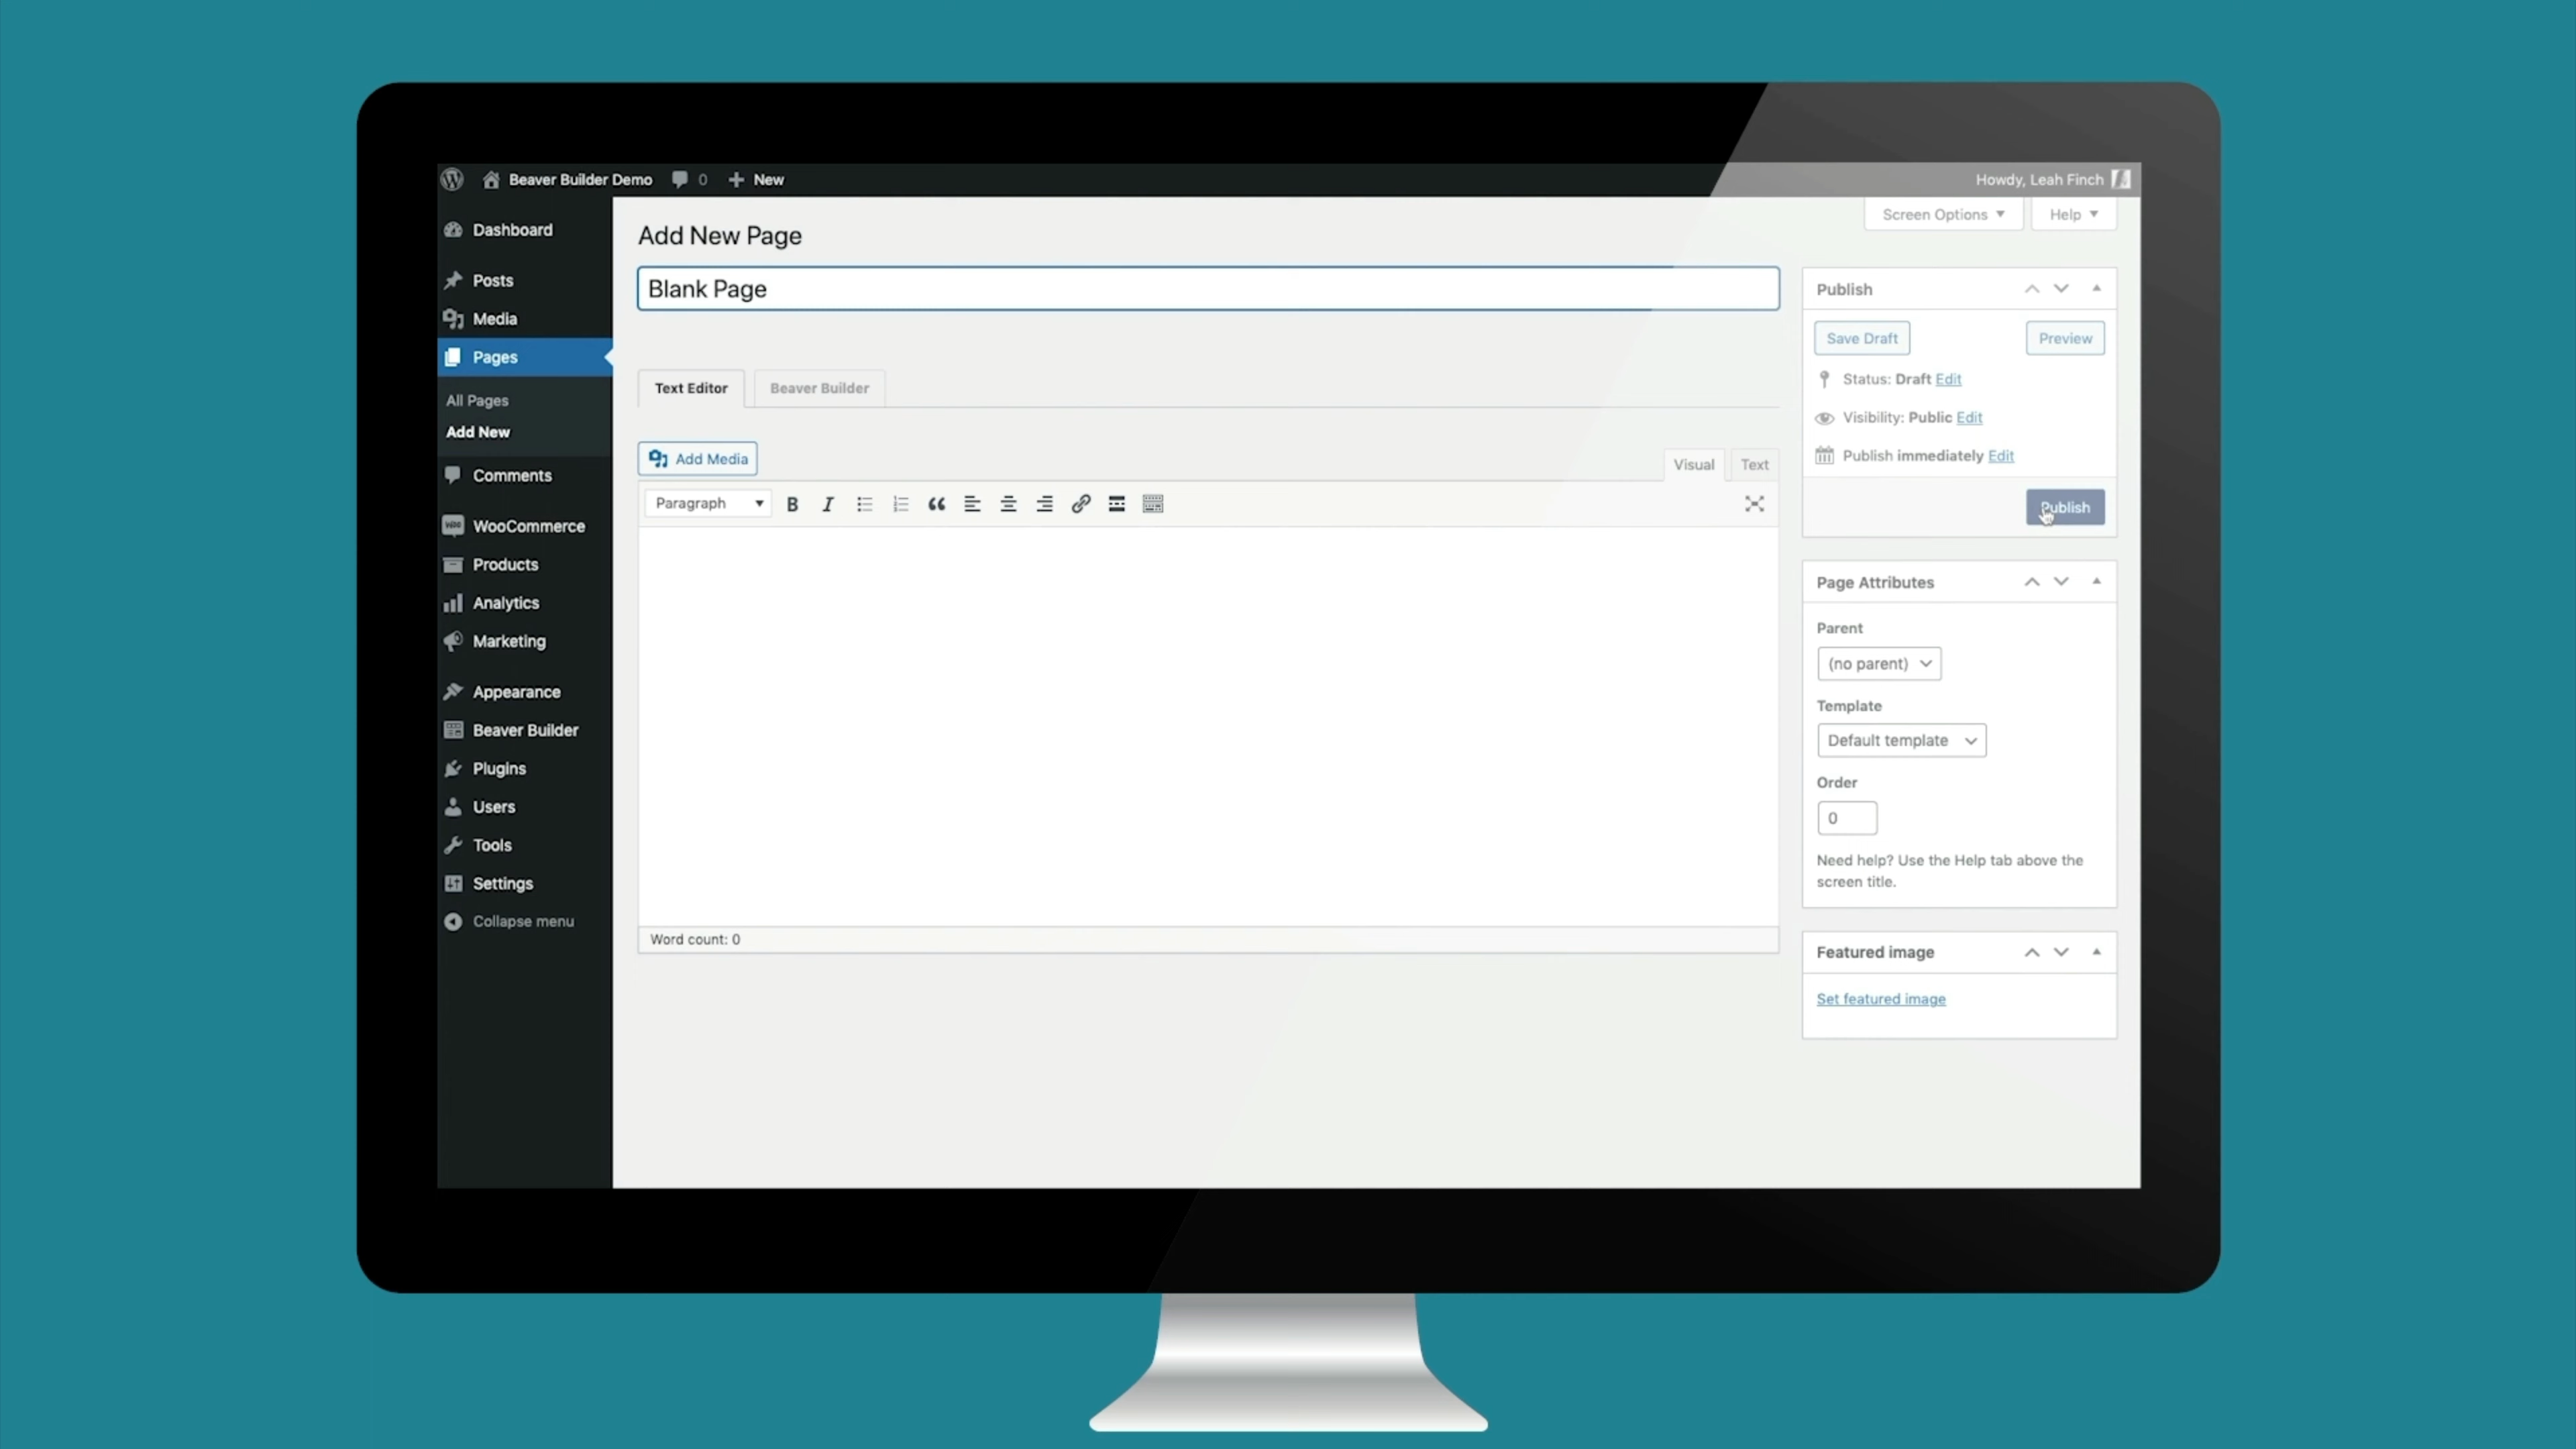 Beaver Builder Demo 0 New Howdy, Leah Finch
Screen Options Help
Dashboard
Posts
Media
Pages
All Pages
Add New
Comments
WooCommerce
Products
Analytics
Marketing
Appearance
Beaver Builder
Plugins
Users
Tools
Settings
Collapse menu
Add New Page
Blank Page
Text Editor Beaver Builder
Add Media
Visual Text
Paragraph
Word count: 0
Publish
Save Draft Preview
Status: Draft Edit
Visibility: Public Edit
Publish immediately Edit
Publish
Page Attributes
Parent
(no parent)
Template
Default template
Order
0
Need help? Use the Help tab above the
screen title.
Featured image
Set featured image